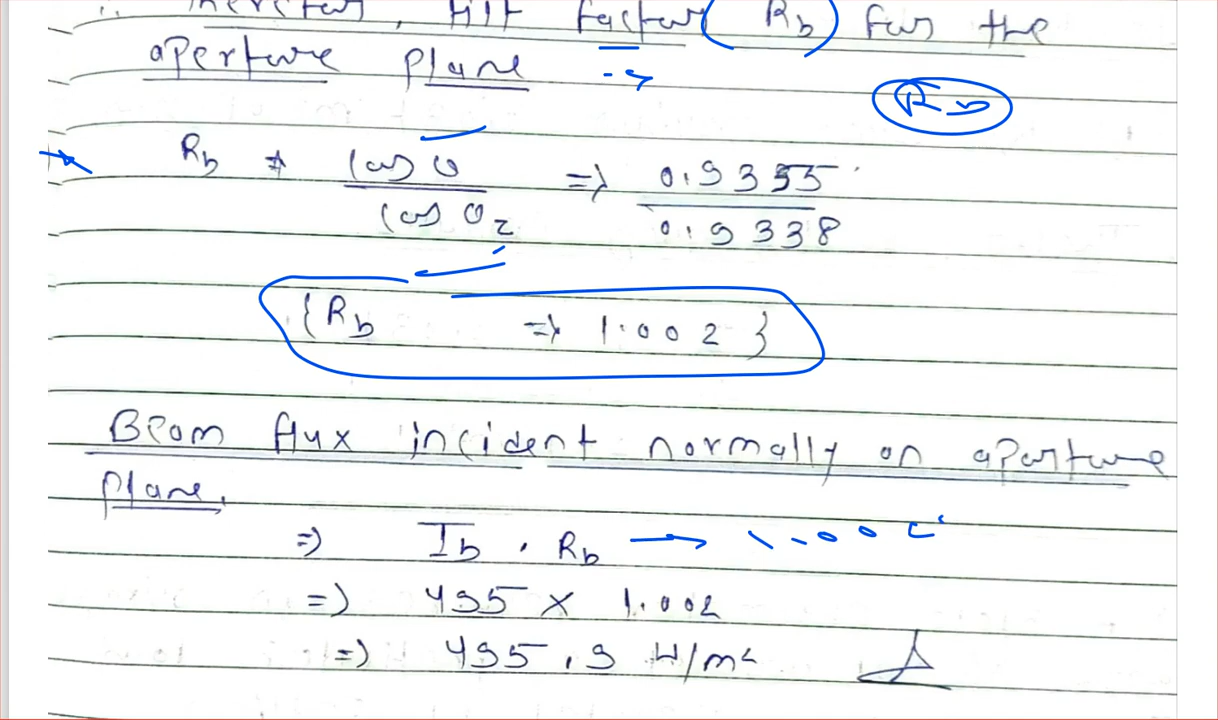 ∴ therefore, tilt factor ( Rb ) for the
aperture plane →
Rb
Rb ⇒ Cos θ / Cos θz ⇒ 0.9355 / 0.9338
{ Rb ⇒ 1.002 }
Beam flux incident normally on aperture
plane,
⇒ Ib . Rb → 1.002
⇒ 495 × 1.002
⇒ 495.9 W/m²